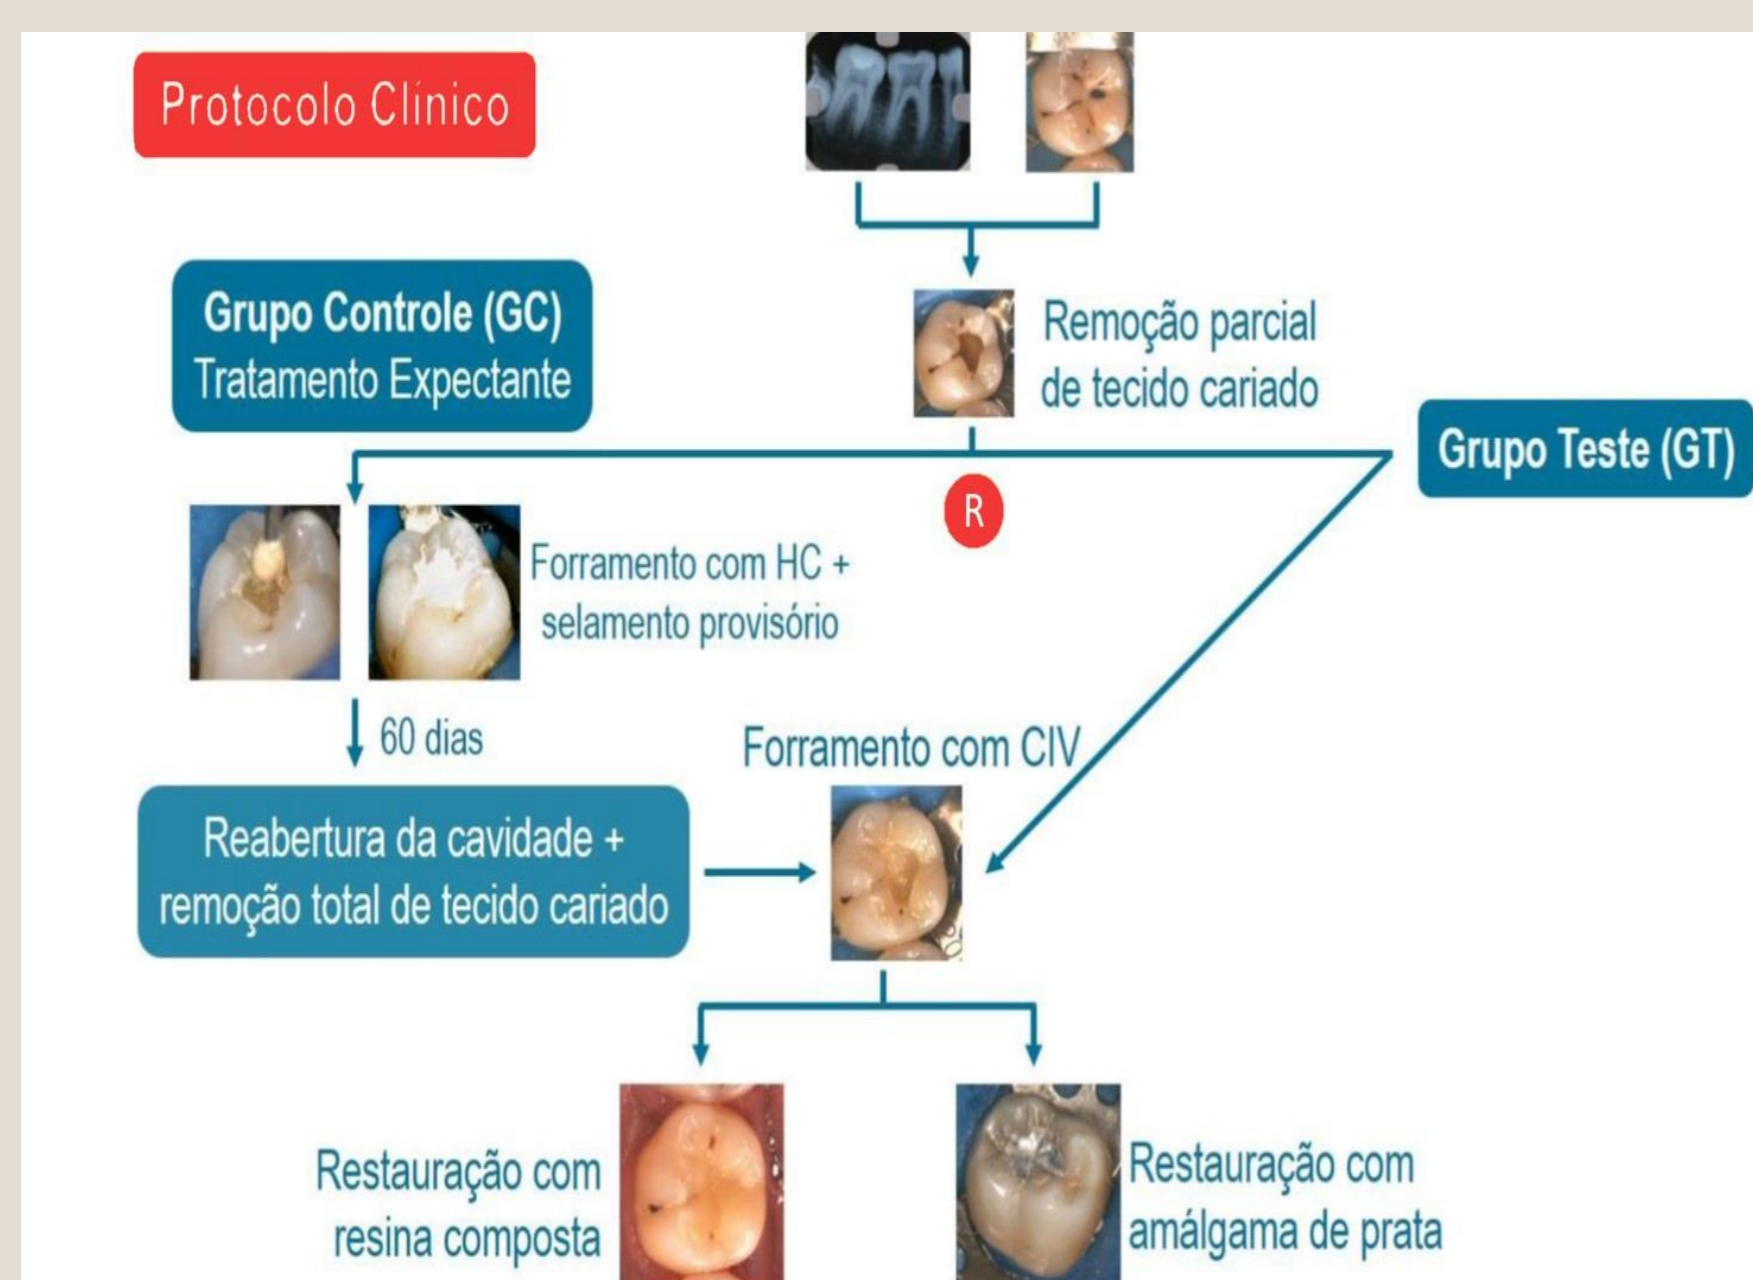 Protocolo Clínico
Grupo Controle (GC)
Tratamento Expectante
Remoção parcial
de tecido cariado
Grupo Teste (GT)
R
Forramento com HC +
selamento provisório
60 dias
Forramento com CIV
Reabertura da cavidade +
remoção total de tecido cariado
Restauração com
resina composta
Restauração com
amálgama de prata